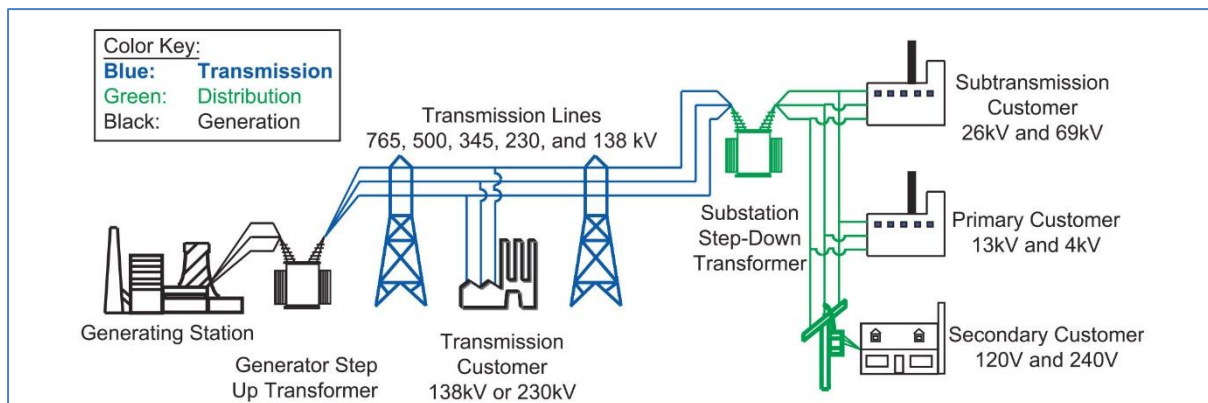 Color Key:
Blue: Transmission
Green: Distribution
Black: Generation
Transmission Lines
765, 500, 345, 230, and 138 kV
Generating Station
Generator Step
Up Transformer
Transmission
Customer
138kV or 230kV
Substation
Step-Down
Transformer
Subtransmission
Customer
26kV and 69kV
Primary Customer
13kV and 4kV
Secondary Customer
120V and 240V